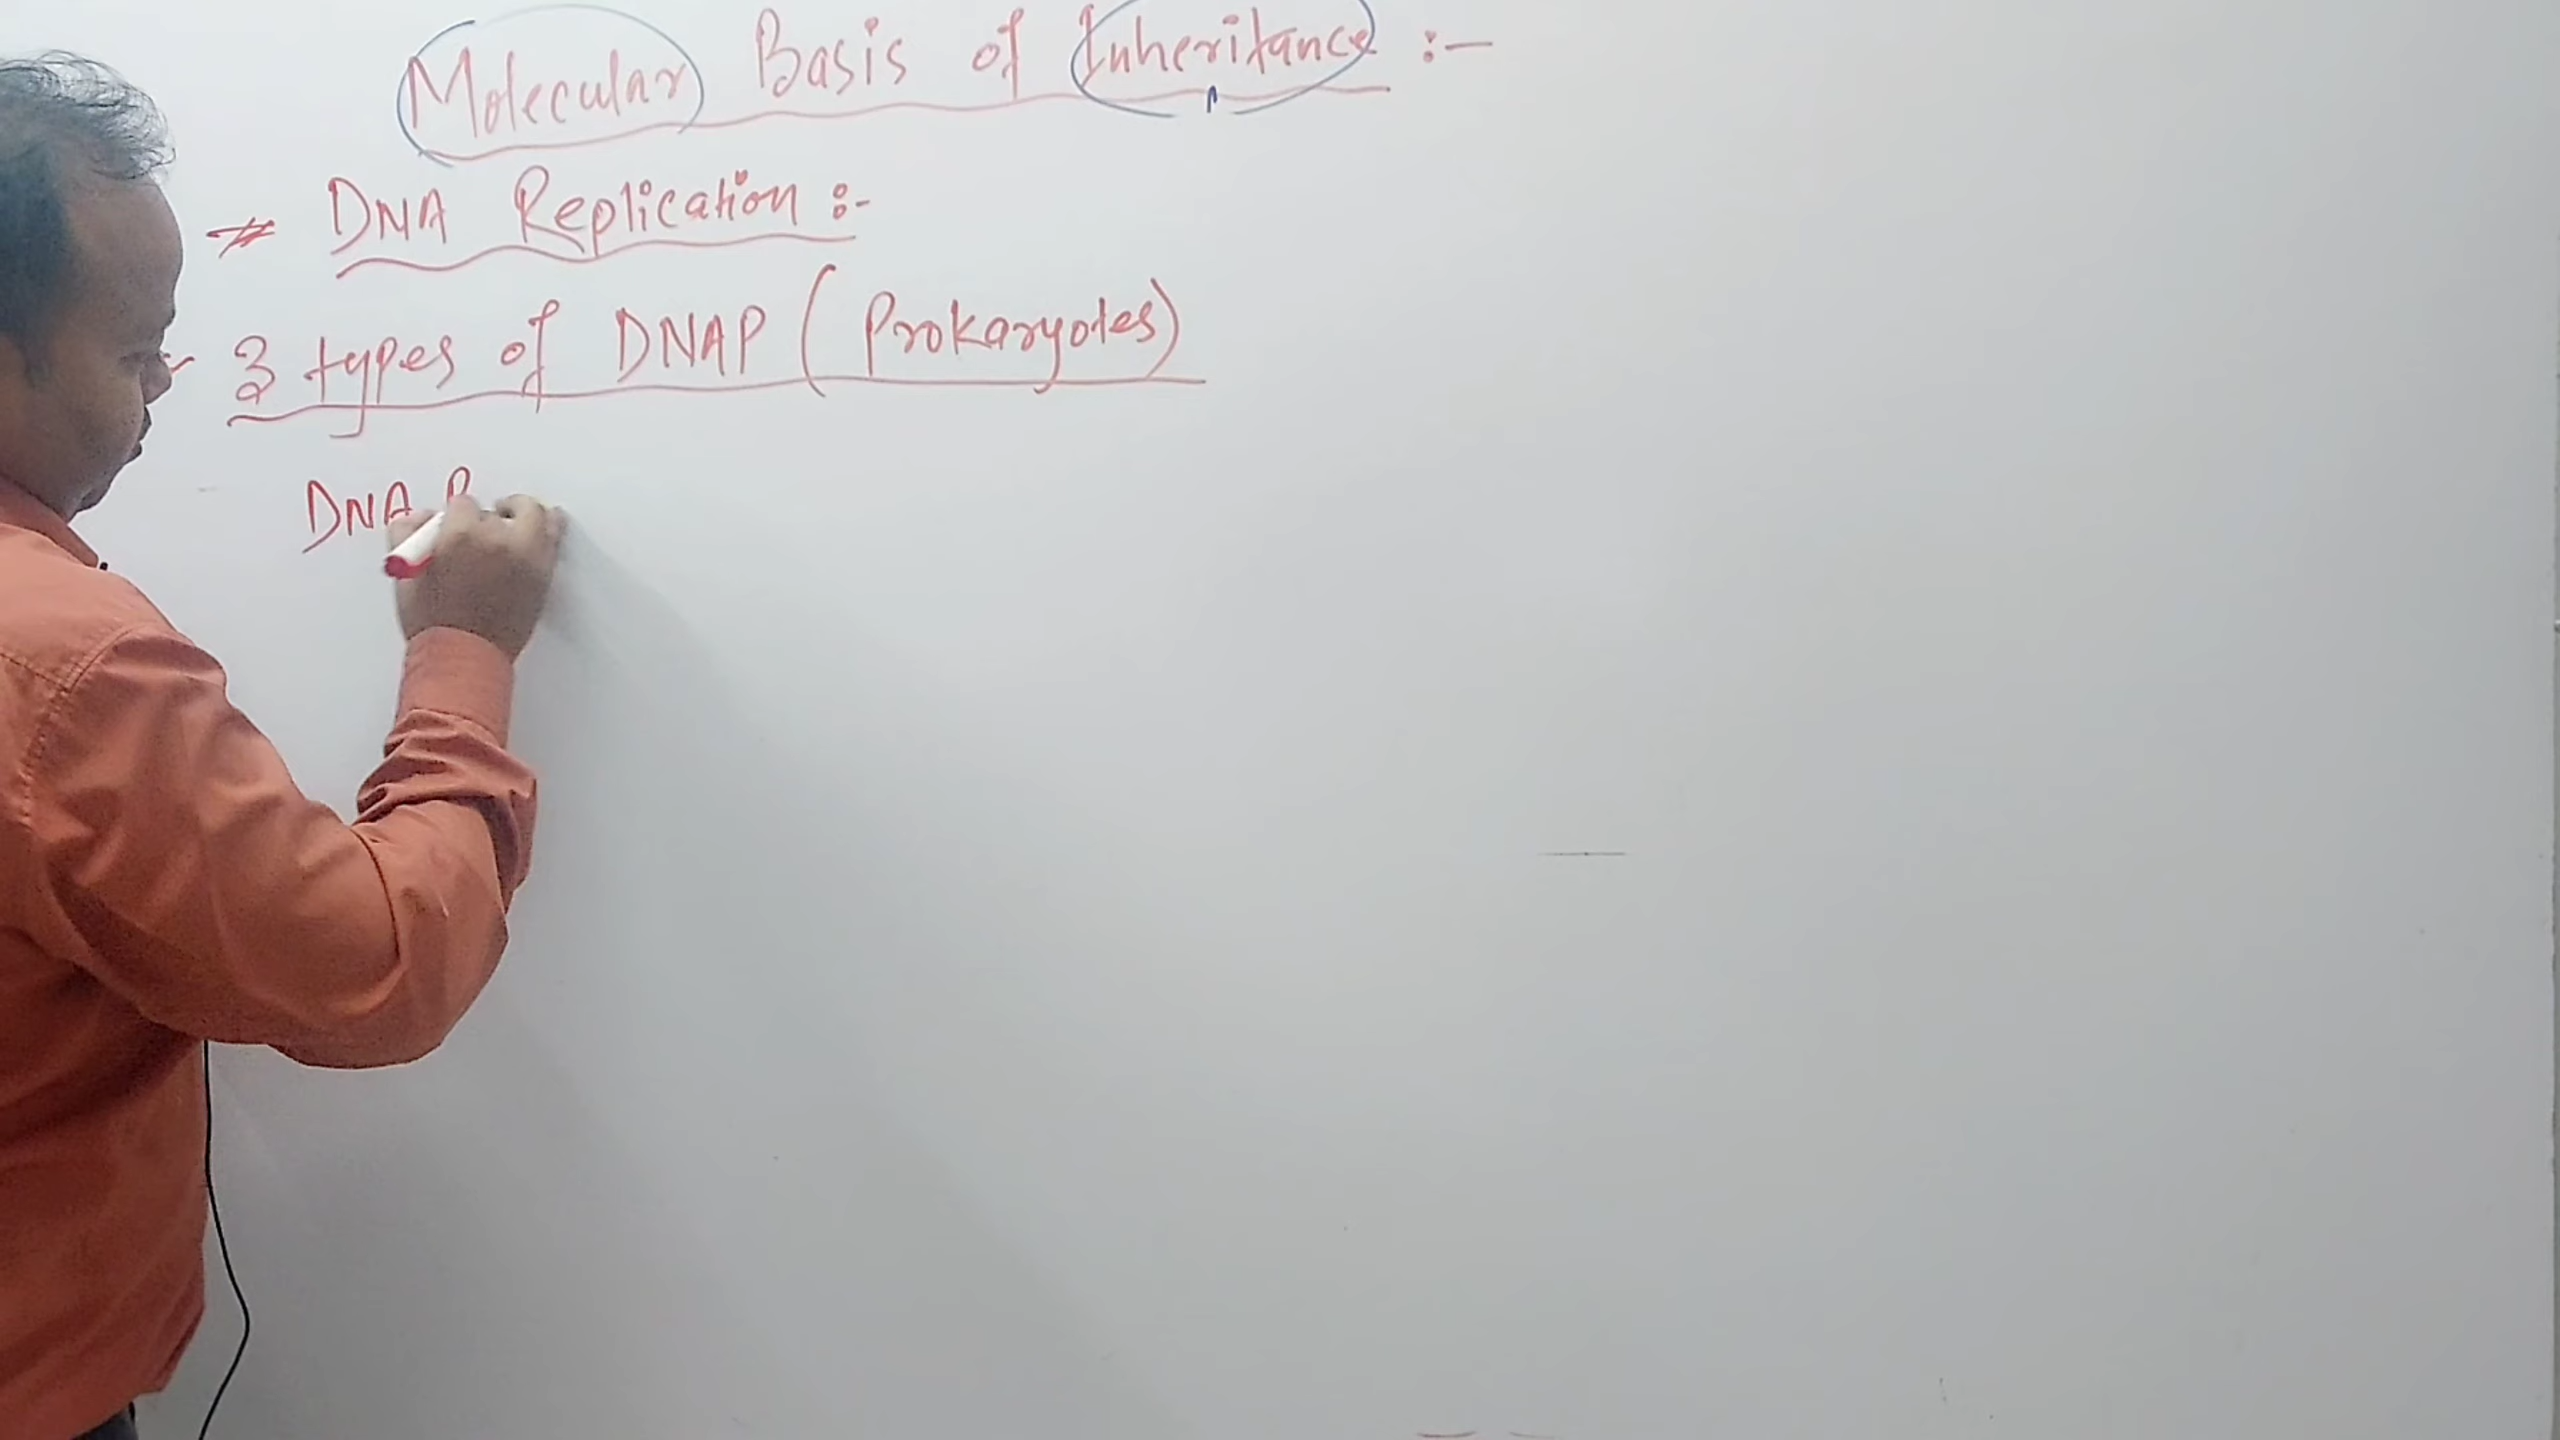 Molecular Basis of Inheritance :-
DNA Replication :-
3 types of DNAP (Prokaryotes)
DNA P